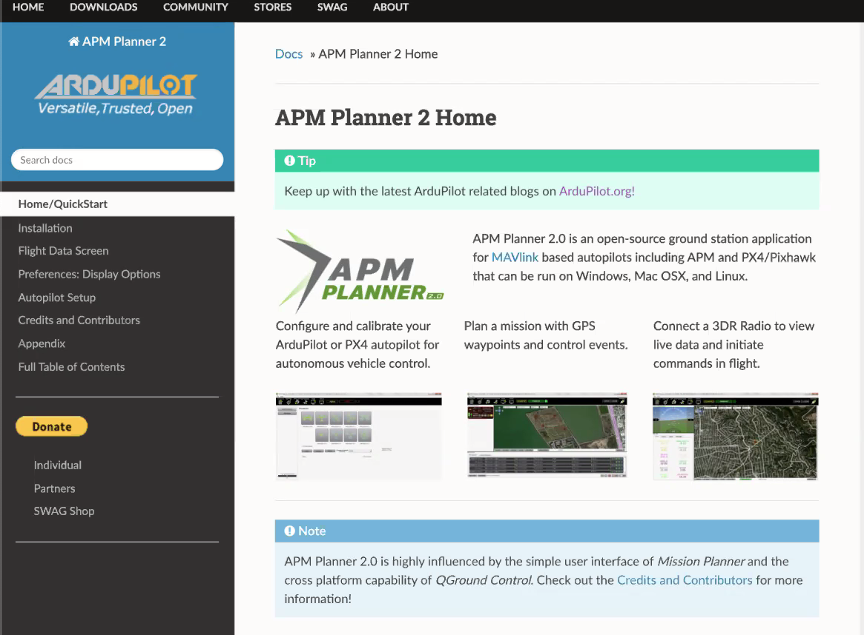 HOME DOWNLOADS COMMUNITY STORES SWAG ABOUT
APM Planner 2
ARDUPILOT
Versatile,Trusted, Open
Search docs
Home/QuickStart
Installation
Flight Data Screen
Preferences: Display Options
Autopilot Setup
Credits and Contributors
Appendix
Full Table of Contents
Donate
Individual
Partners
SWAG Shop
Docs » APM Planner 2 Home
APM Planner 2 Home
Tip
Keep up with the latest ArduPilot related blogs on ArduPilot.org!
APM
PLANNER 2.0
APM Planner 2.0 is an open-source ground station application
for MAVlink based autopilots including APM and PX4/Pixhawk
that can be run on Windows, Mac OSX, and Linux.
Configure and calibrate your
ArduPilot or PX4 autopilot for
autonomous vehicle control.
Plan a mission with GPS
waypoints and control events.
Connect a 3DR Radio to view
live data and initiate
commands in flight.
Note
APM Planner 2.0 is highly influenced by the simple user interface of Mission Planner and the
cross platform capability of QGround Control. Check out the Credits and Contributors for more
information!